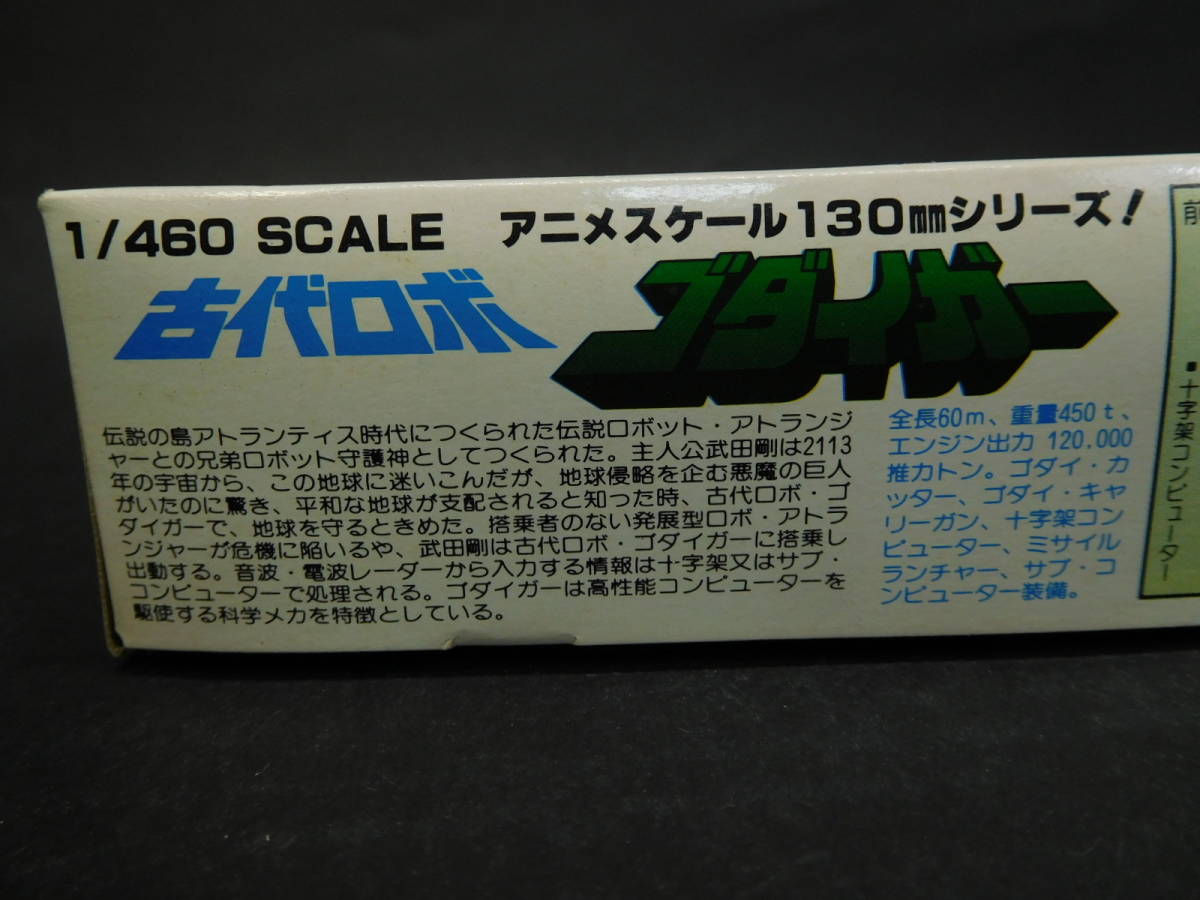 1/460 SCALE アニメスケール130mmシリーズ!
古代ロボ ゴダイガー
伝説の島アトランティス時代につくられた伝説ロボット・アトランジ
ャーとの兄弟ロボット守護神としてつくられた。主人公武田剛は2113
年の宇宙から、この地球に迷いこんだが、地球侵略を企む悪魔の巨人
がいたのに驚き、平和な地球が支配されると知った時、古代ロボ・ゴ
ダイガーで、地球を守るときめた。搭乗者のない発展型ロボ・アトラ
ンジャーが危機に陥いるや、武田剛は古代ロボ・ゴダイガーに搭乗し
出動する。音波・電波レーダーから入力する情報は十字架又はサブ・
コンピューターで処理される。ゴダイガーは高性能コンピューターを
駆使する科学メカを特徴としている。
全長60m、重量450t、
エンジン出力 120.000
推力トン。ゴダイ・カ
ッター、ゴダイ・キャ
リーガン、十字架コン
ピューター、ミサイル
ランチャー、サブ・コ
ンピューター装備。
前
■十字架コンピューター